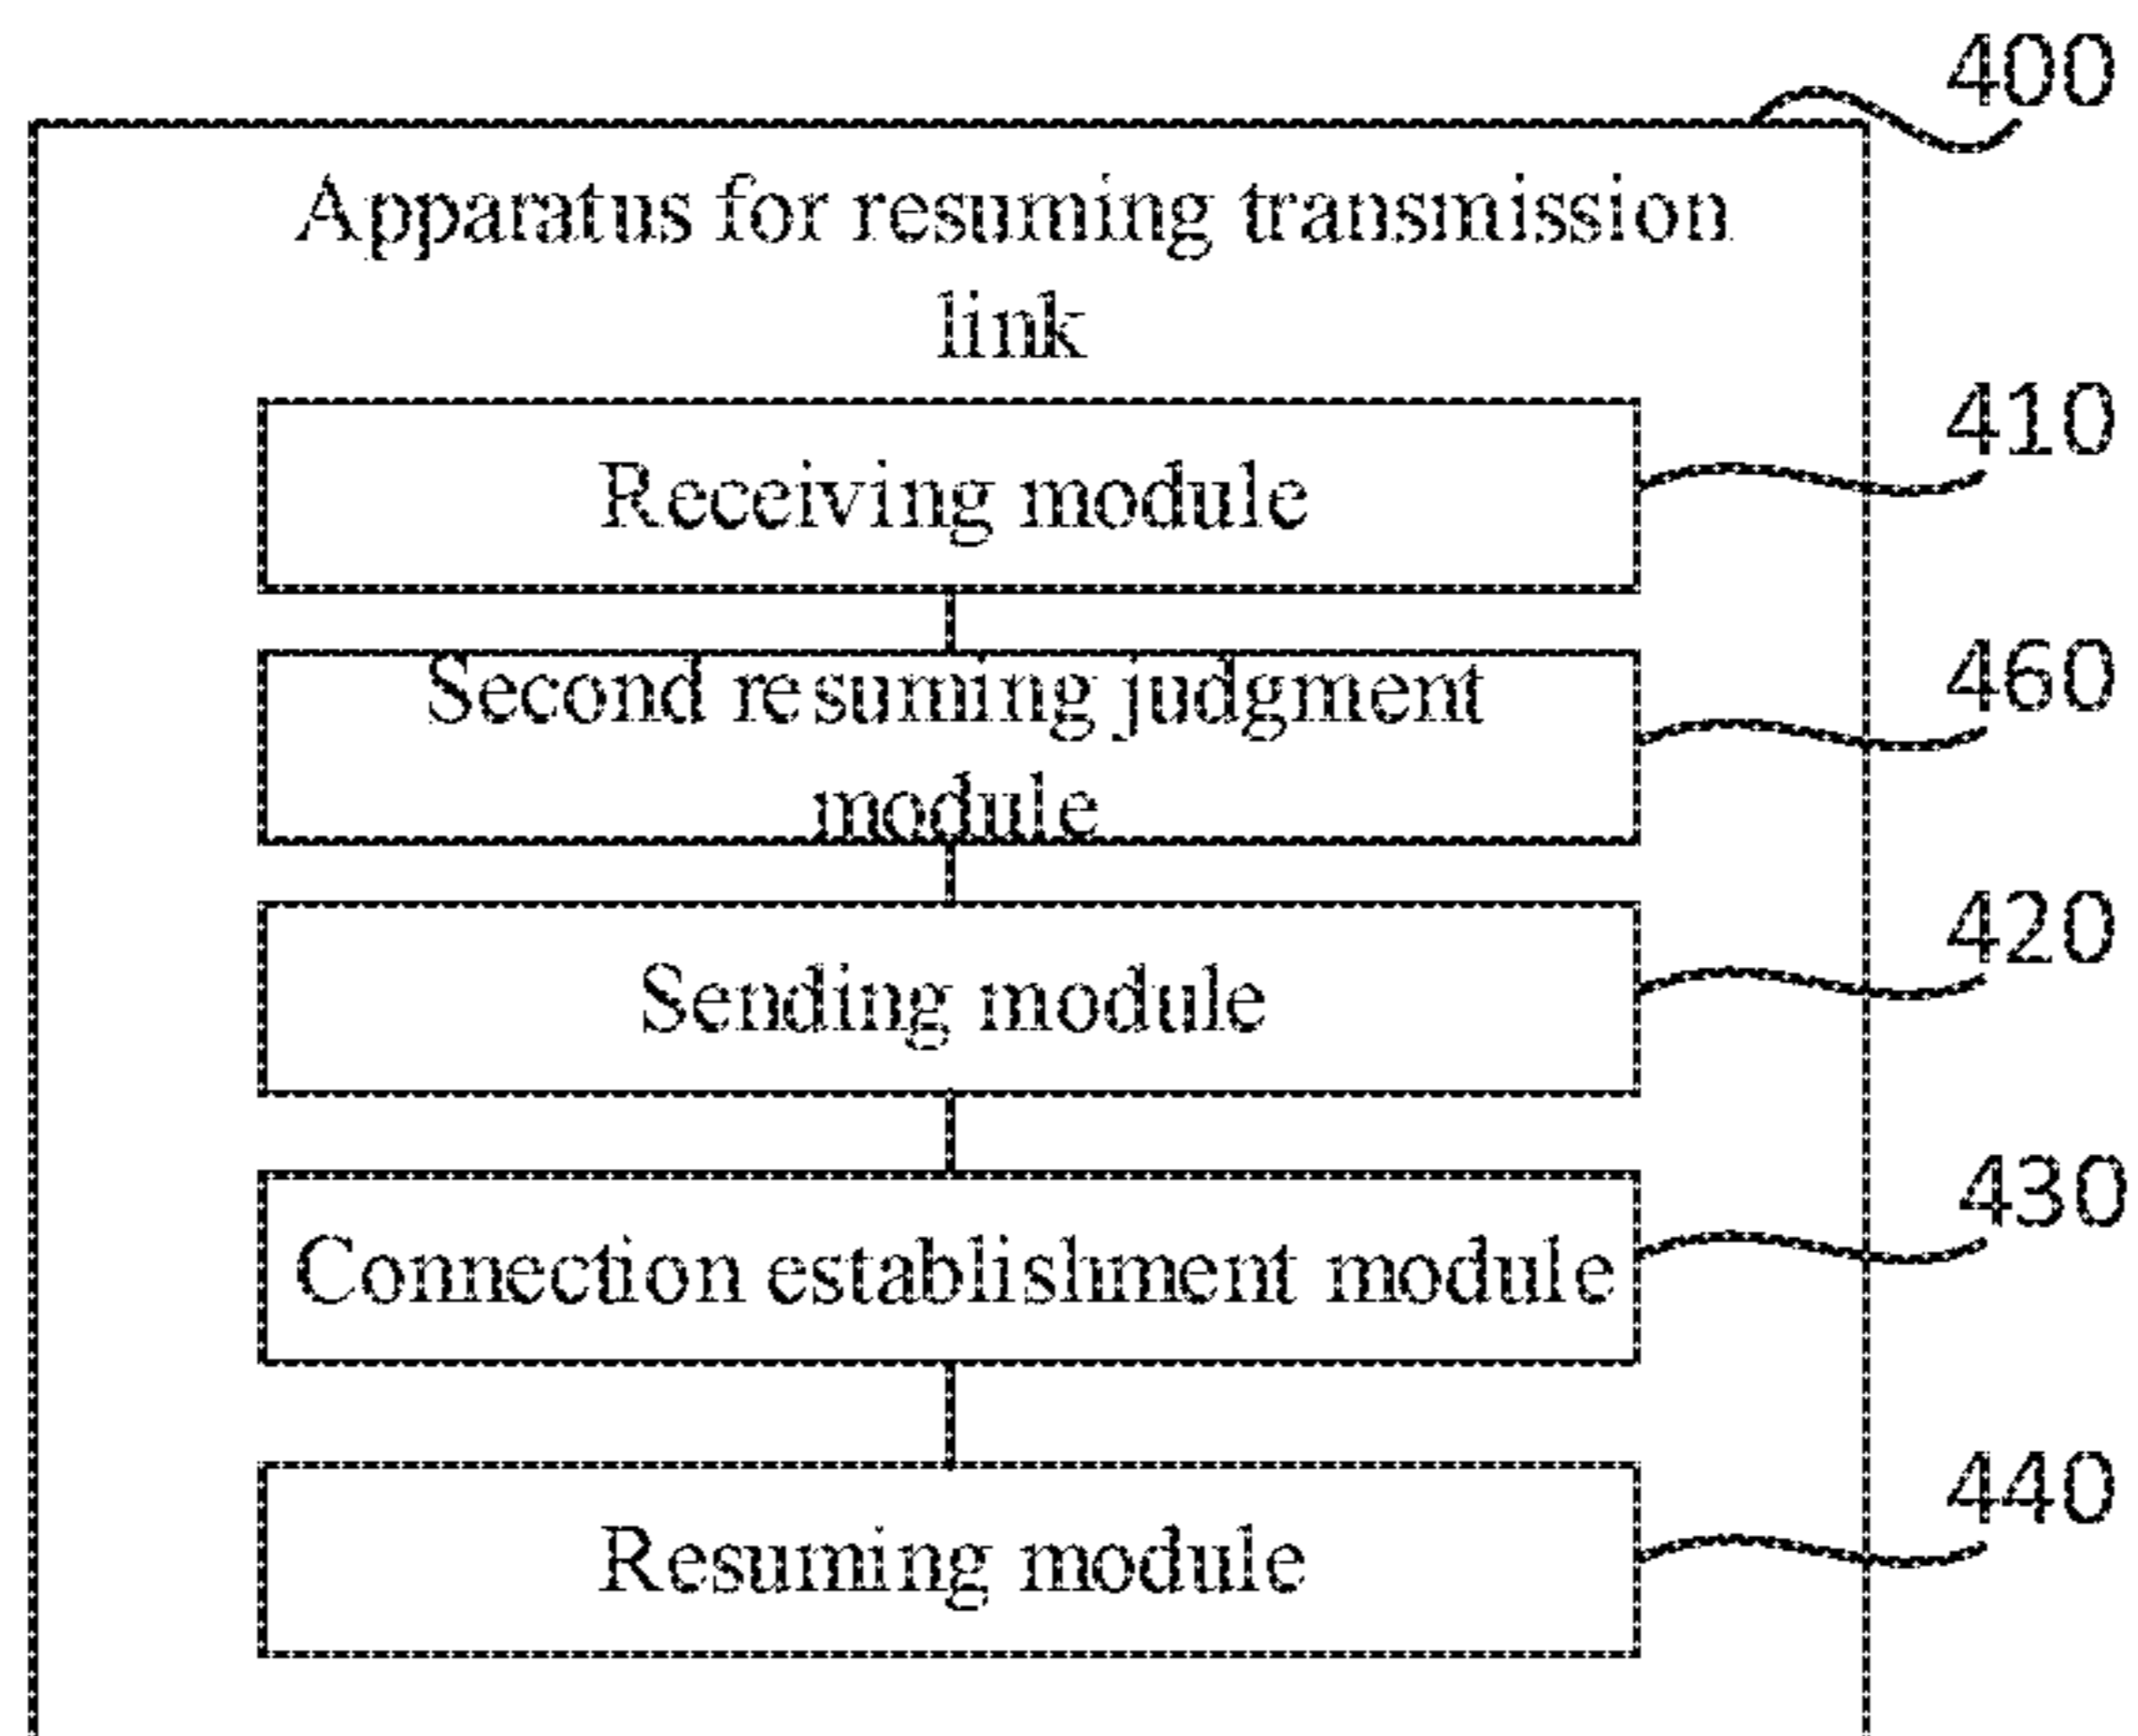 400
Apparatus for resuming transmission
link
410
Receiving module
460
Second resuming judgment
module
420
Sending module
430
Connection establishment module
440
Resuming module